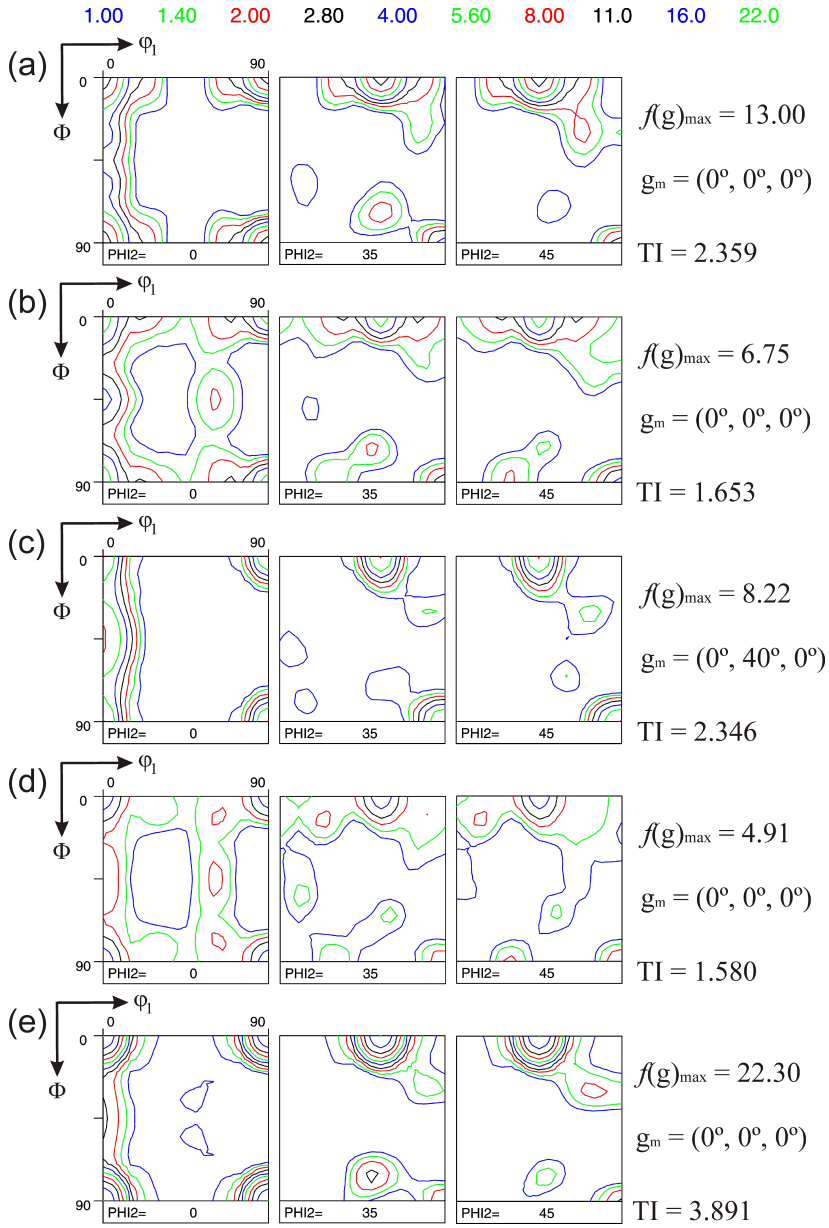 1.00 1.40 2.00 2.80 4.00 5.60 8.00 11.0 16.0 22.0
(a) φ1
0 90
0
Φ
f(g)max = 13.00
gm = (0º, 0º, 0º)
90 PHI2= 0 PHI2= 35 PHI2= 45 TI = 2.359
(b) φ1
0 90
0
Φ
f(g)max = 6.75
gm = (0º, 0º, 0º)
90 PHI2= 0 PHI2= 35 PHI2= 45 TI = 1.653
(c) φ1
0 90
0
Φ
f(g)max = 8.22
gm = (0º, 40º, 0º)
90 PHI2= 0 PHI2= 35 PHI2= 45 TI = 2.346
(d) φ1
0 90
0
Φ
f(g)max = 4.91
gm = (0º, 0º, 0º)
90 PHI2= 0 PHI2= 35 PHI2= 45 TI = 1.580
(e) φ1
0 90
0
Φ
f(g)max = 22.30
gm = (0º, 0º, 0º)
90 PHI2= 0 PHI2= 35 PHI2= 45 TI = 3.891